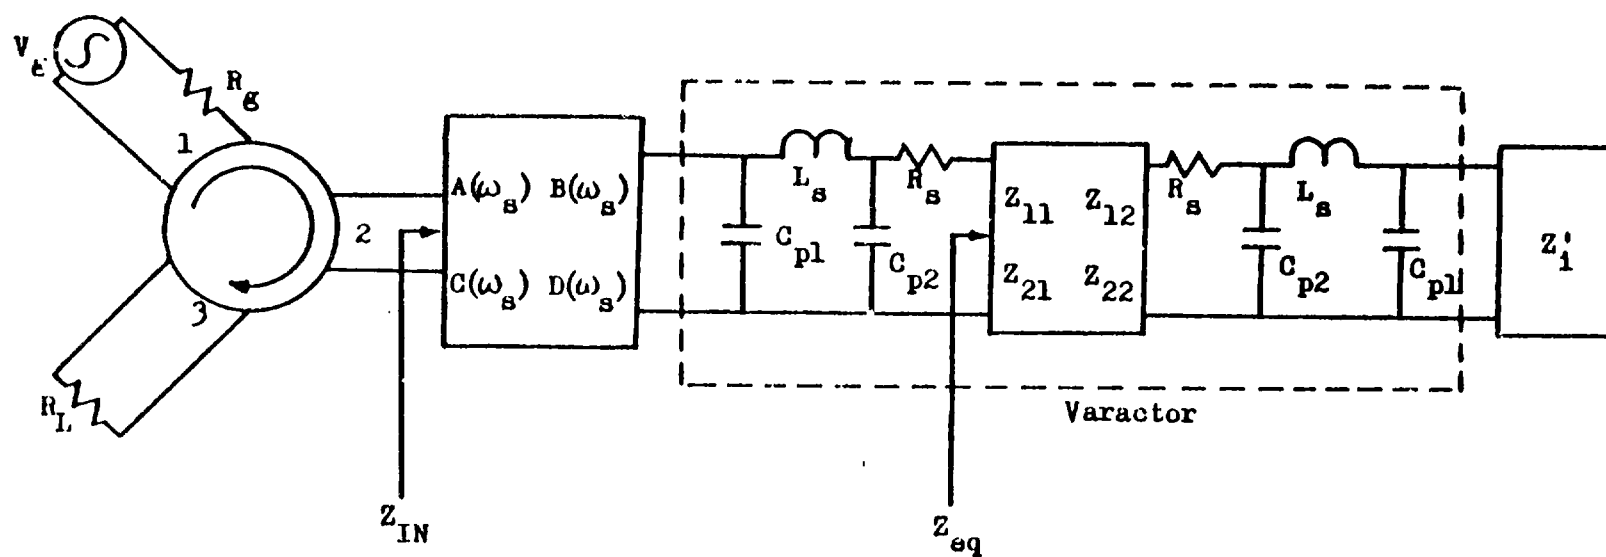 V_g
R_g
1
2
3
R_L
A(ω_s) B(ω_s)
C(ω_s) D(ω_s)
Z_IN
C_p1
L_s
C_p2
R_s
Z_11 Z_12
Z_21 Z_22
Z_eq
R_s
C_p2
L_s
C_p1
Z'_i
Varactor